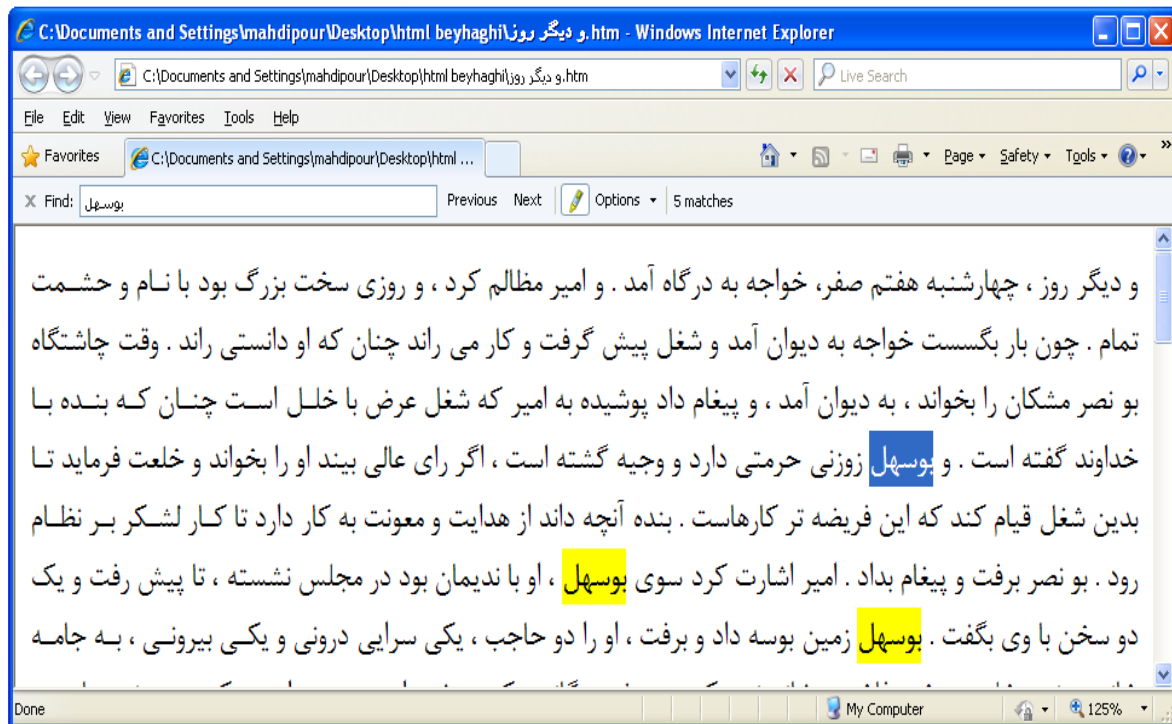 C:\Documents and Settings\mahdipour\Desktop\html beyhaghi\و دیگر روز.htm - Windows Internet Explorer
C:\Documents and Settings\mahdipour\Desktop\html beyhaghi\و دیگر روز.htm
Live Search
File Edit View Favorites Tools Help
Favorites C:\Documents and Settings\mahdipour\Desktop\html ... Page Safety Tools »
X Find: بوسهل Previous Next Options 5 matches
و دیگر روز ، چهارشنبه هفتم صفر، خواجه به درگاه آمد . و امیر مظالم کرد ، و روزی سخت بزرگ بود با نـام و حشـمت
تمام . چون بار بگسست خواجه به دیوان آمد و شغل پیش گرفت و کار می راند چنان که او دانستی راند . وقت چاشتگاه
بو نصر مشکان را بخواند ، به دیوان آمد ، و پیغام داد پوشیده به امیر که شغل عرض با خلـل اسـت چنـان کـه بنـده بـا
خداوند گفته است . و بوسهل زوزنی حرمتی دارد و وجیه گشته است ، اگر رای عالی بیند او را بخواند و خلعت فرماید تـا
بدین شغل قیام کند که این فریضه تر کارهاست . بنده آنچه داند از هدایت و معونت به کار دارد تا کـار لشـکر بـر نظـام
رود . بو نصر برفت و پیغام بداد . امیر اشارت کرد سوی بوسهل ، او با ندیمان بود در مجلس نشسته ، تا پیش رفت و یک
دو سخن با وی بگفت . بوسهل زمین بوسه داد و برفت ، او را دو حاجب ، یکی سرایی درونی و یکـی بیرونـی ، بـه جامـه
Done My Computer 125%